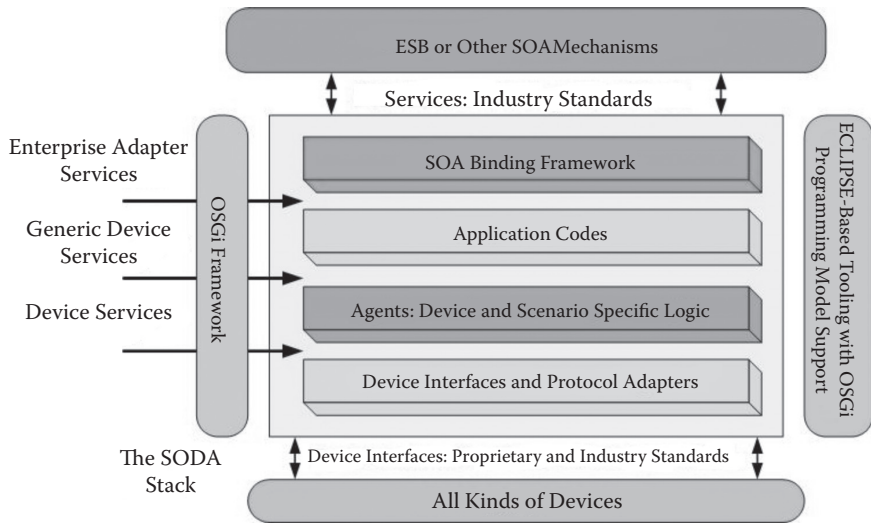 ESB or Other SOAMechanisms
Services: Industry Standards
Enterprise Adapter
Services
Generic Device
Services
Device Services
OSGi Framework
SOA Binding Framework
Application Codes
Agents: Device and Scenario Specific Logic
Device Interfaces and Protocol Adapters
ECLIPSE-Based Tooling with OSGi
Programming Model Support
The SODA
Stack
Device Interfaces: Proprietary and Industry Standards
All Kinds of Devices